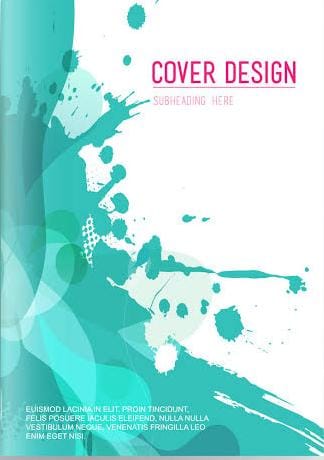 COVER DESIGN
SUBHEADING HERE
EUISMOD LACINIA IN ELIT. PROIN TINCIDUNT,
FELIS POSUERE IACULIS ELEIFEND, NULLA NULLA
VESTIBULUM NEQUE, VENENATIS FRINGILLA LEO
ENIM EGET NISI.